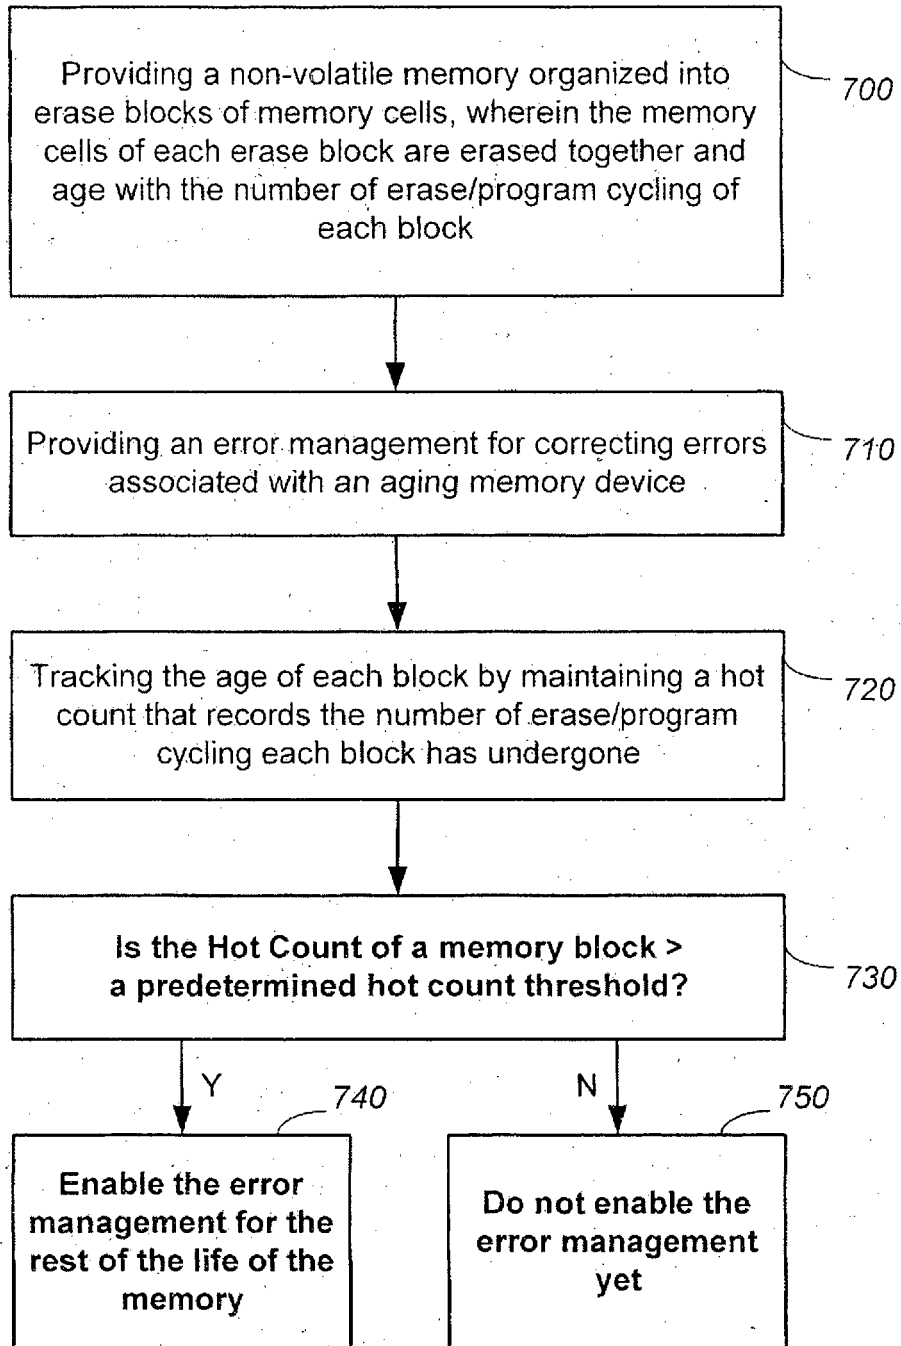 Providing a non-volatile memory organized into
erase blocks of memory cells, wherein the memory
cells of each erase block are erased together and
age with the number of erase/program cycling of
each block
700
Providing an error management for correcting errors
associated with an aging memory device
710
Tracking the age of each block by maintaining a hot
count that records the number of erase/program
cycling each block has undergone
720
Is the Hot Count of a memory block >
a predetermined hot count threshold?
730
Y
N
740
750
Enable the error
management for the
rest of the life of the
memory
Do not enable the
error management
yet